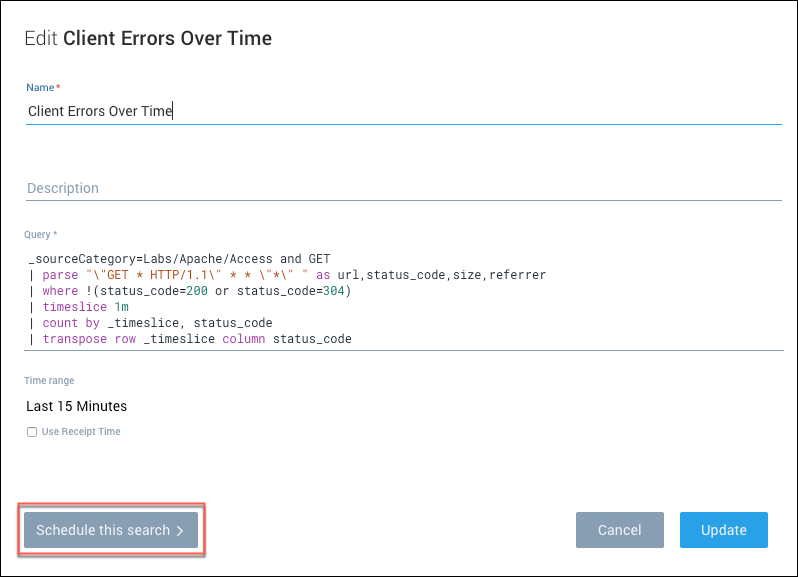 Edit Client Errors Over Time
Name*
Client Errors Over Time
Description
Query *
_sourceCategory=Labs/Apache/Access and GET
| parse "\"GET * HTTP/1.1\" * * \"*\" " as url,status_code,size,referrer
| where !(status_code=200 or status_code=304)
| timeslice 1m
| count by _timeslice, status_code
| transpose row _timeslice column status_code
Time range
Last 15 Minutes
Use Receipt Time
Schedule this search >
Cancel
Update